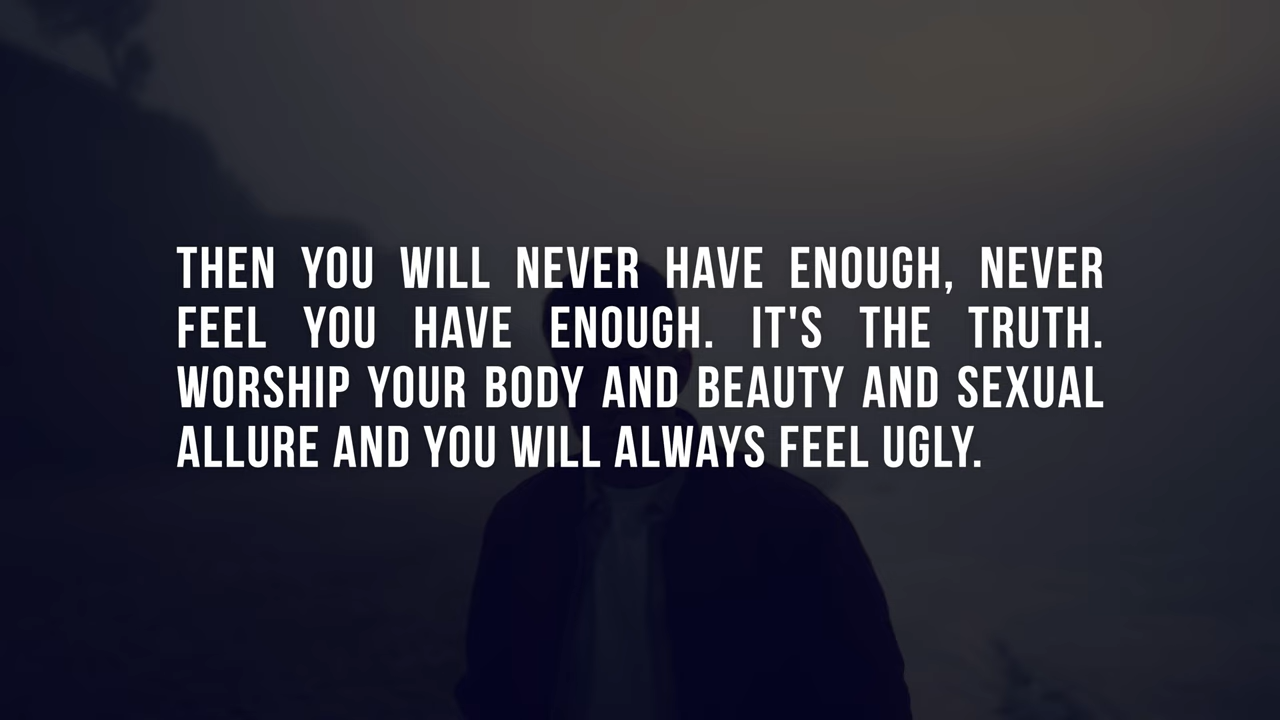 THEN YOU WILL NEVER HAVE ENOUGH, NEVER
FEEL YOU HAVE ENOUGH. IT'S THE TRUTH.
WORSHIP YOUR BODY AND BEAUTY AND SEXUAL
ALLURE AND YOU WILL ALWAYS FEEL UGLY.